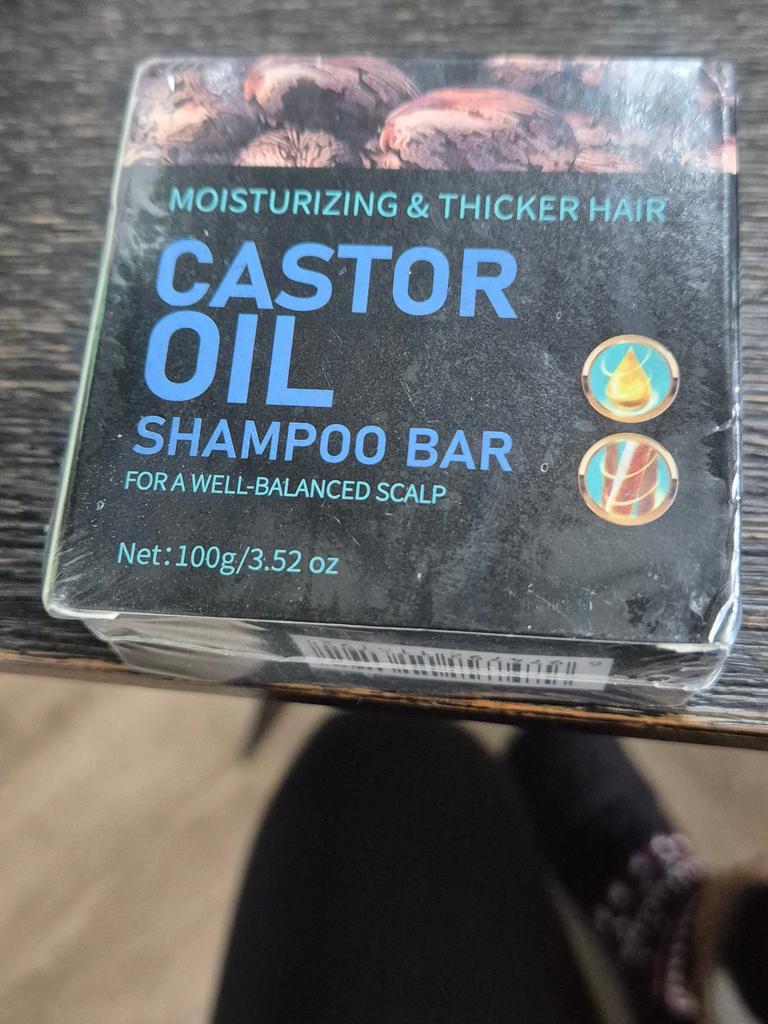 MOISTURIZING & THICKER HAIR
CASTOR
OIL
SHAMPOO BAR
FOR A WELL-BALANCED SCALP
Net:100g/3.52 oz